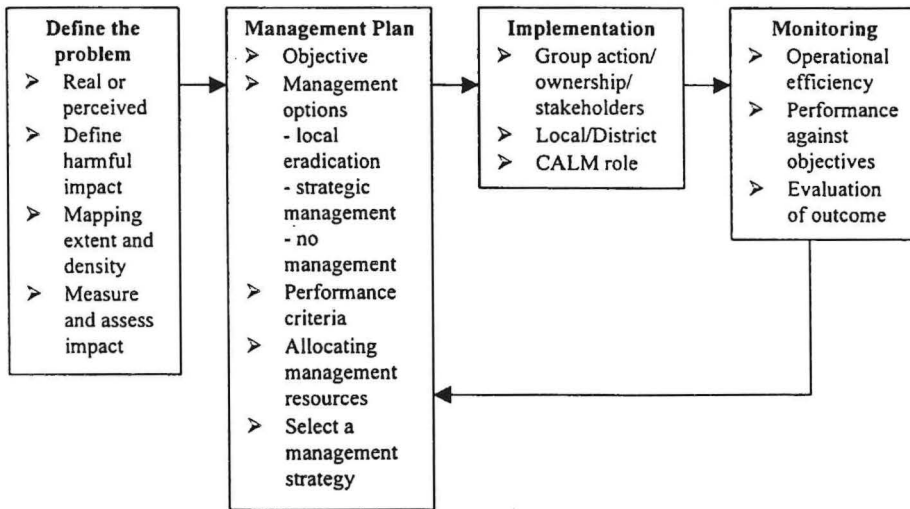 Define the
problem
➢ Real or
perceived
➢ Define
harmful
impact
➢ Mapping
extent and
density
➢ Measure
and assess
impact
Management Plan
➢ Objective
➢ Management
options
- local
eradication
- strategic
management
- no
management
➢ Performance
criteria
➢ Allocating
management
resources
➢ Select a
management
strategy
Implementation
➢ Group action/
ownership/
stakeholders
➢ Local/District
➢ CALM role
Monitoring
➢ Operational
efficiency
➢ Performance
against
objectives
➢ Evaluation
of outcome